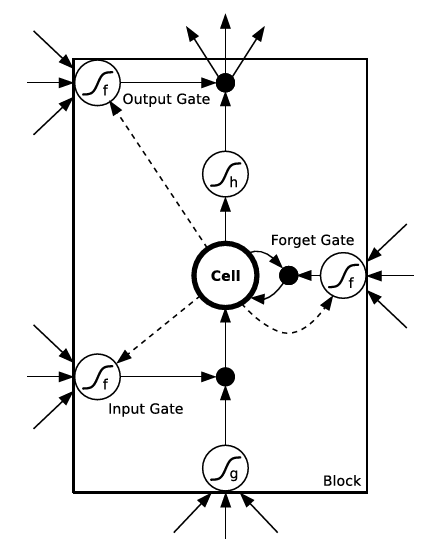 f
Output Gate
h
Forget Gate
Cell
f
f
Input Gate
g
Block